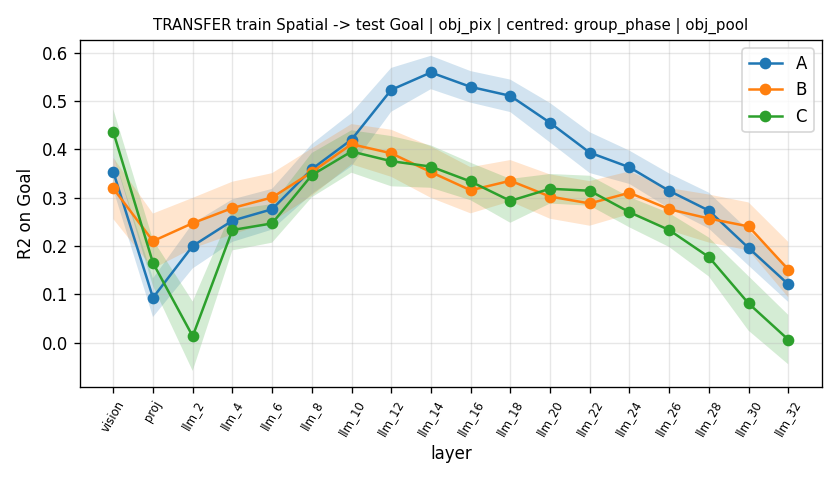 TRANSFER train Spatial -> test Goal | obj_pix | centred: group_phase | obj_pool
A
B
C
R2 on Goal
0.6
0.5
0.4
0.3
0.2
0.1
0.0
vision
proj
llm_2
llm_4
llm_6
llm_8
llm_10
llm_12
llm_14
llm_16
llm_18
llm_20
llm_22
llm_24
llm_26
llm_28
llm_30
llm_32
layer